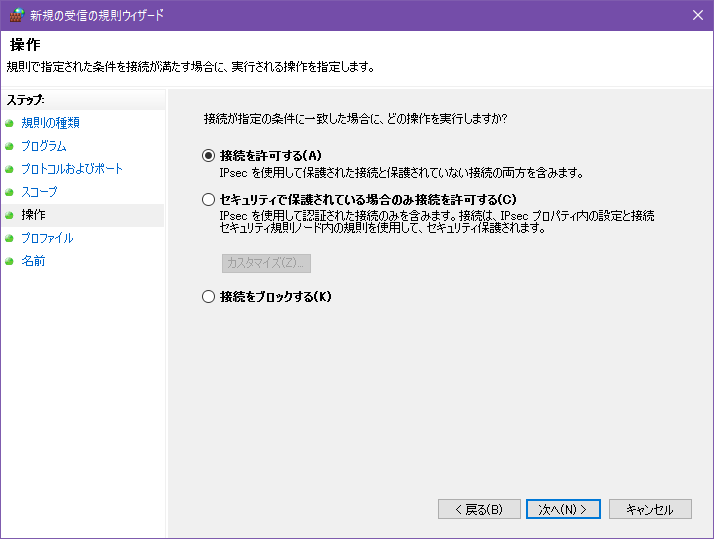 新規の受信の規則ウィザード
操作
規則で指定された条件を接続が満たす場合に、実行される操作を指定します。
ステップ:
規則の種類
プログラム
プロトコルおよびポート
スコープ
操作
プロファイル
名前
接続が指定の条件に一致した場合に、どの操作を実行しますか?
接続を許可する(A)
IPsec を使用して保護された接続と保護されていない接続の両方を含みます。
セキュリティで保護されている場合のみ接続を許可する(C)
IPsec を使用して認証された接続のみを含みます。接続は、IPsec プロパティ内の設定と接続
セキュリティ規則ノード内の規則を使用して、セキュリティ保護されます。
カスタマイズ(Z)...
接続をブロックする(K)
< 戻る(B)
次へ(N) >
キャンセル